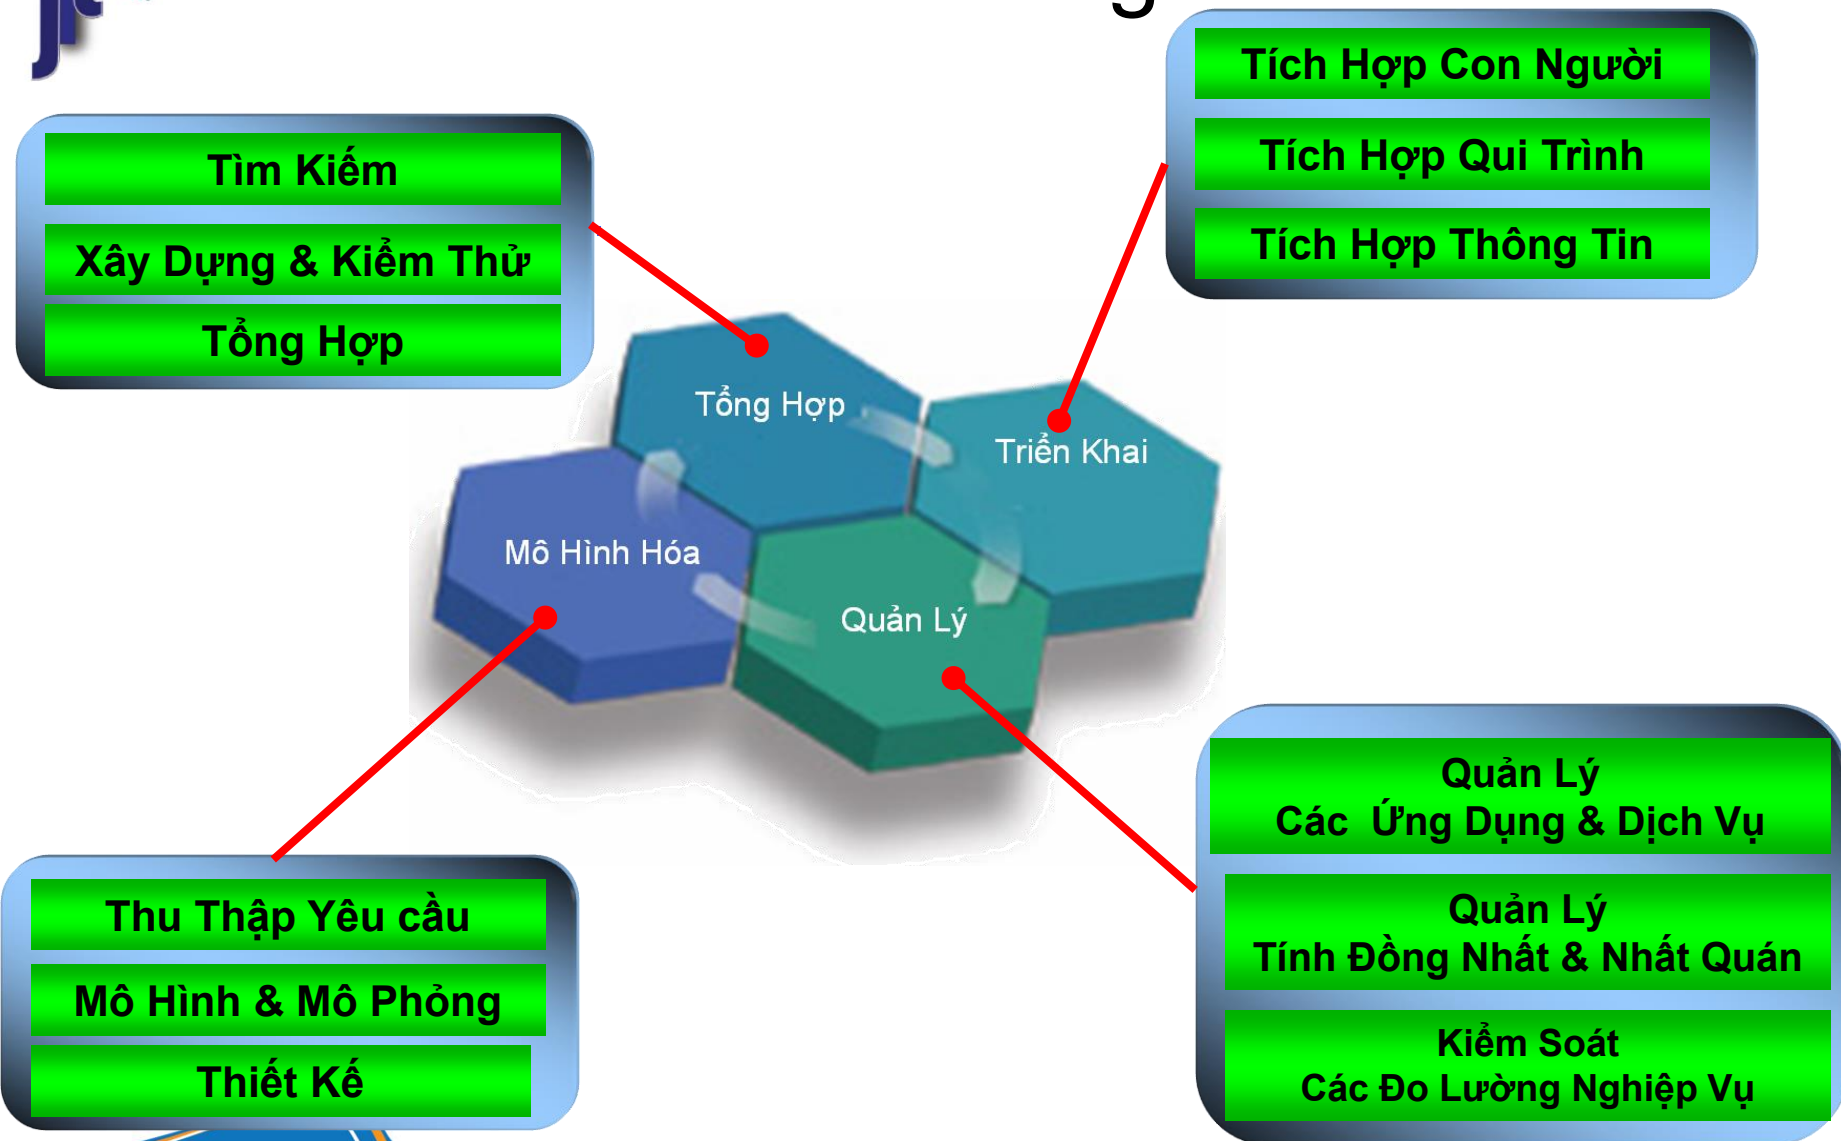 Tích Hợp Con Người
Tích Hợp Qui Trình
Tích Hợp Thông Tin
Tìm Kiếm
Xây Dựng & Kiểm Thử
Tổng Hợp
Tổng Hợp
Triển Khai
Mô Hình Hóa
Quản Lý
Quản Lý
Các Ứng Dụng & Dịch Vụ
Quản Lý
Tính Đồng Nhất & Nhất Quán
Kiểm Soát
Các Đo Lường Nghiệp Vụ
Thu Thập Yêu cầu
Mô Hình & Mô Phỏng
Thiết Kế